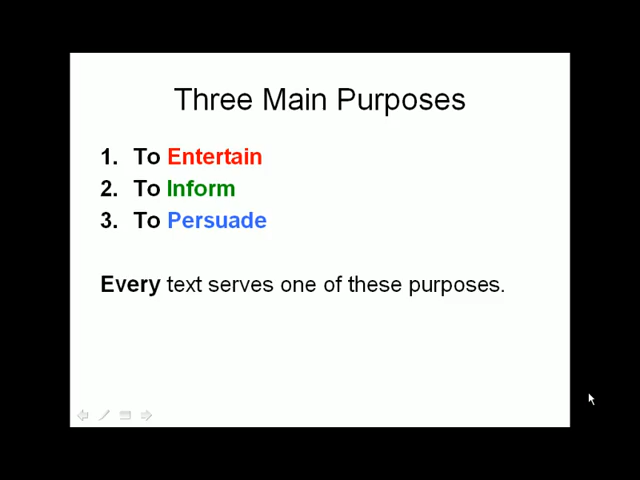 Three Main Purposes
1. To Entertain
2. To Inform
3. To Persuade
Every text serves one of these purposes.